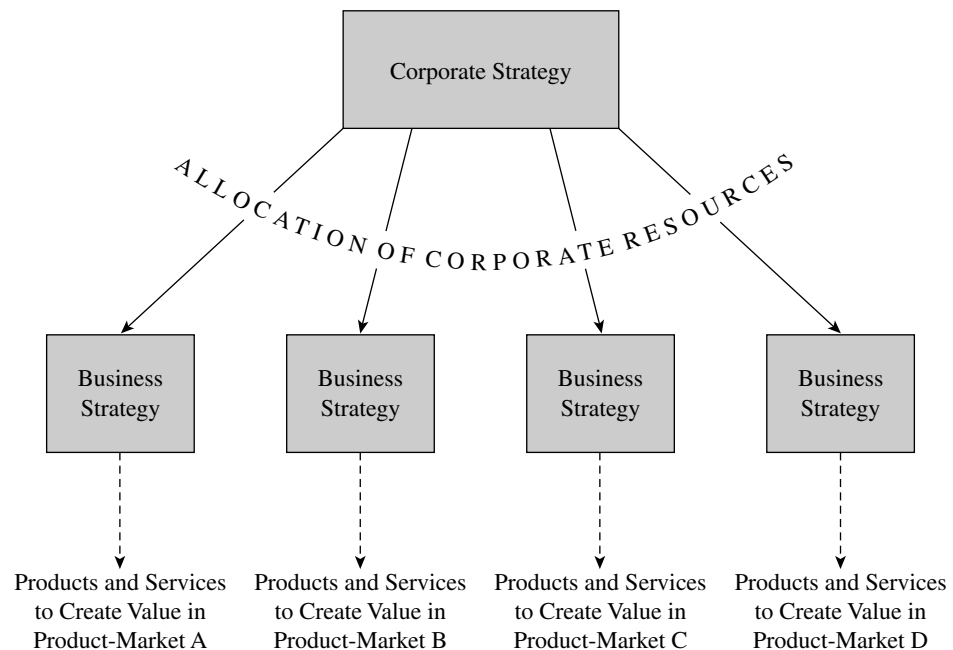 Corporate Strategy
ALLOCATION OF CORPORATE RESOURCES
Business
Strategy
Business
Strategy
Business
Strategy
Business
Strategy
Products and Services
to Create Value in
Product-Market A
Products and Services
to Create Value in
Product-Market B
Products and Services
to Create Value in
Product-Market C
Products and Services
to Create Value in
Product-Market D